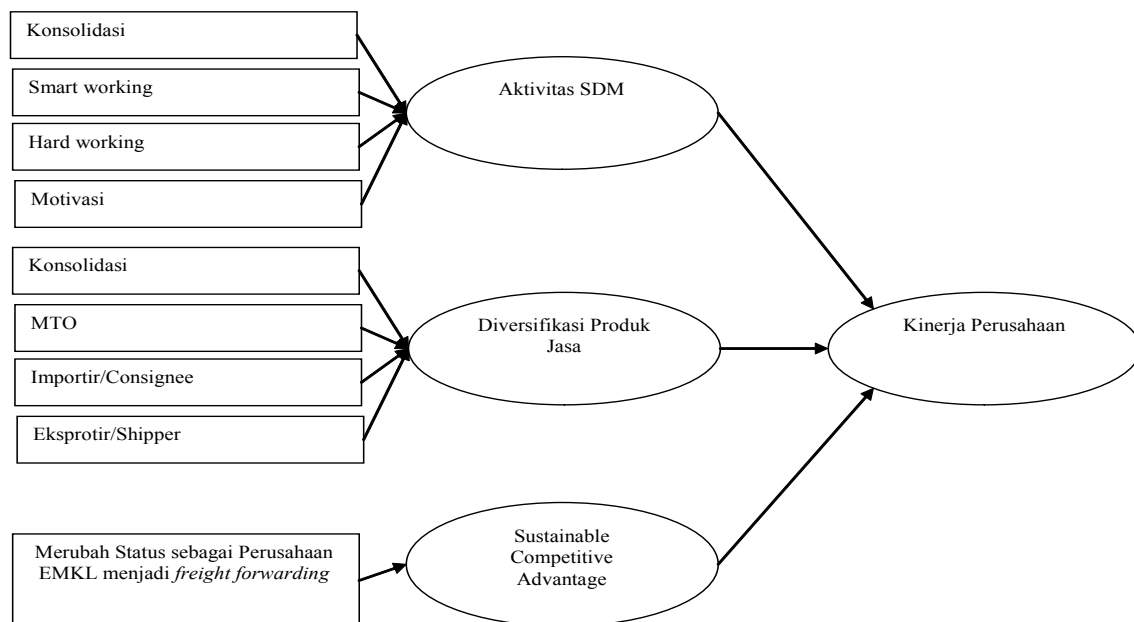 Konsolidasi
Smart working
Hard working
Motivasi
Aktivitas SDM
Konsolidasi
MTO
Importir/Consignee
Eksprotir/Shipper
Diversifikasi Produk
Jasa
Kinerja Perusahaan
Merubah Status sebagai Perusahaan
EMKL menjadi freight forwarding
Sustainable
Competitive
Advantage